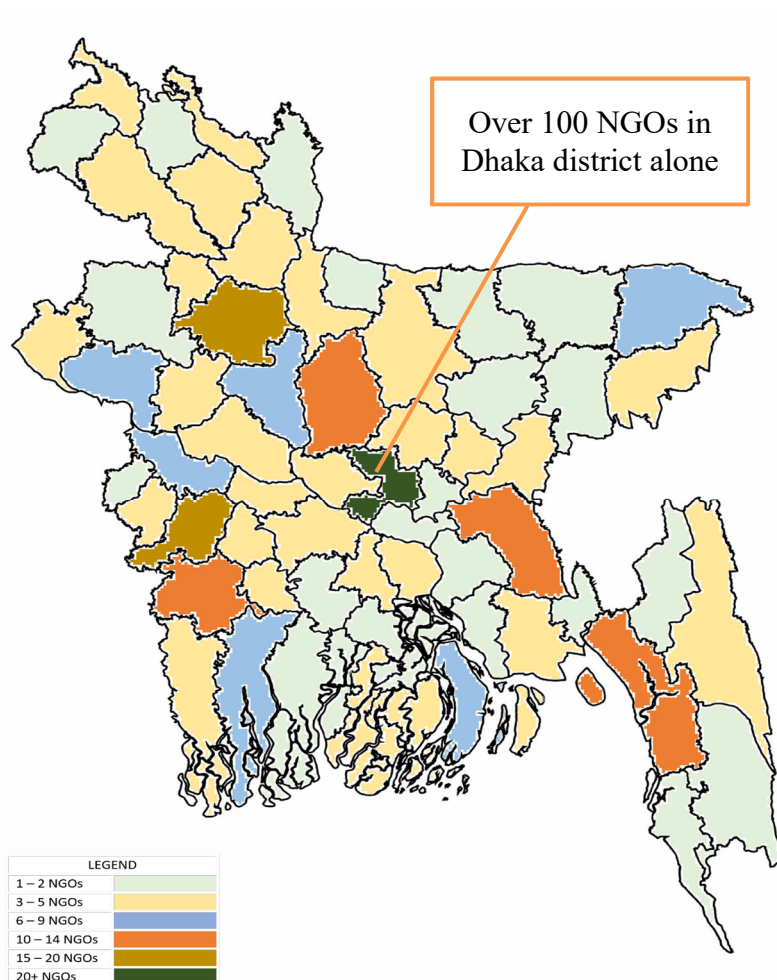 Over 100 NGOs in
Dhaka district alone
LEGEND
1 – 2 NGOs
3 – 5 NGOs
6 – 9 NGOs
10 – 14 NGOs
15 – 20 NGOs
20+ NGOs